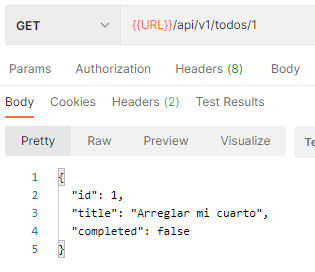 GET {{URL}}/api/v1/todos/1
Params Authorization Headers (8) Body
Body Cookies Headers (2) Test Results
Pretty Raw Preview Visualize Te
1 {
2 "id": 1,
3 "title": "Arreglar mi cuarto",
4 "completed": false
5 }